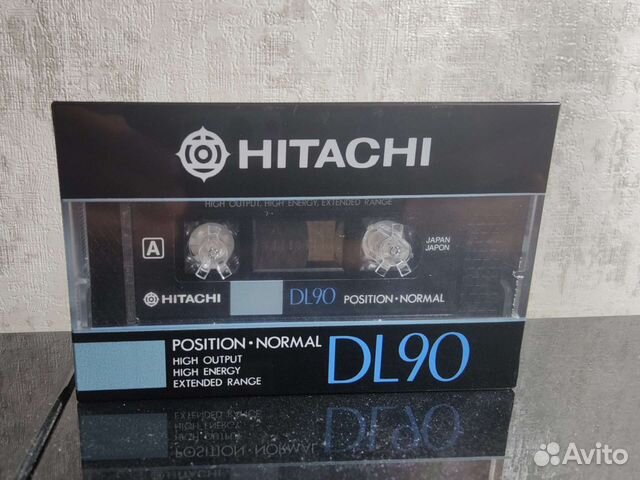 HITACHI
HIGH OUTPUT, HIGH ENERGY, EXTENDED RANGE
A
JAPAN
JAPON
HITACHI
DL90 POSITION•NORMAL
POSITION•NORMAL
HIGH OUTPUT
HIGH ENERGY
EXTENDED RANGE
DL90
Avito